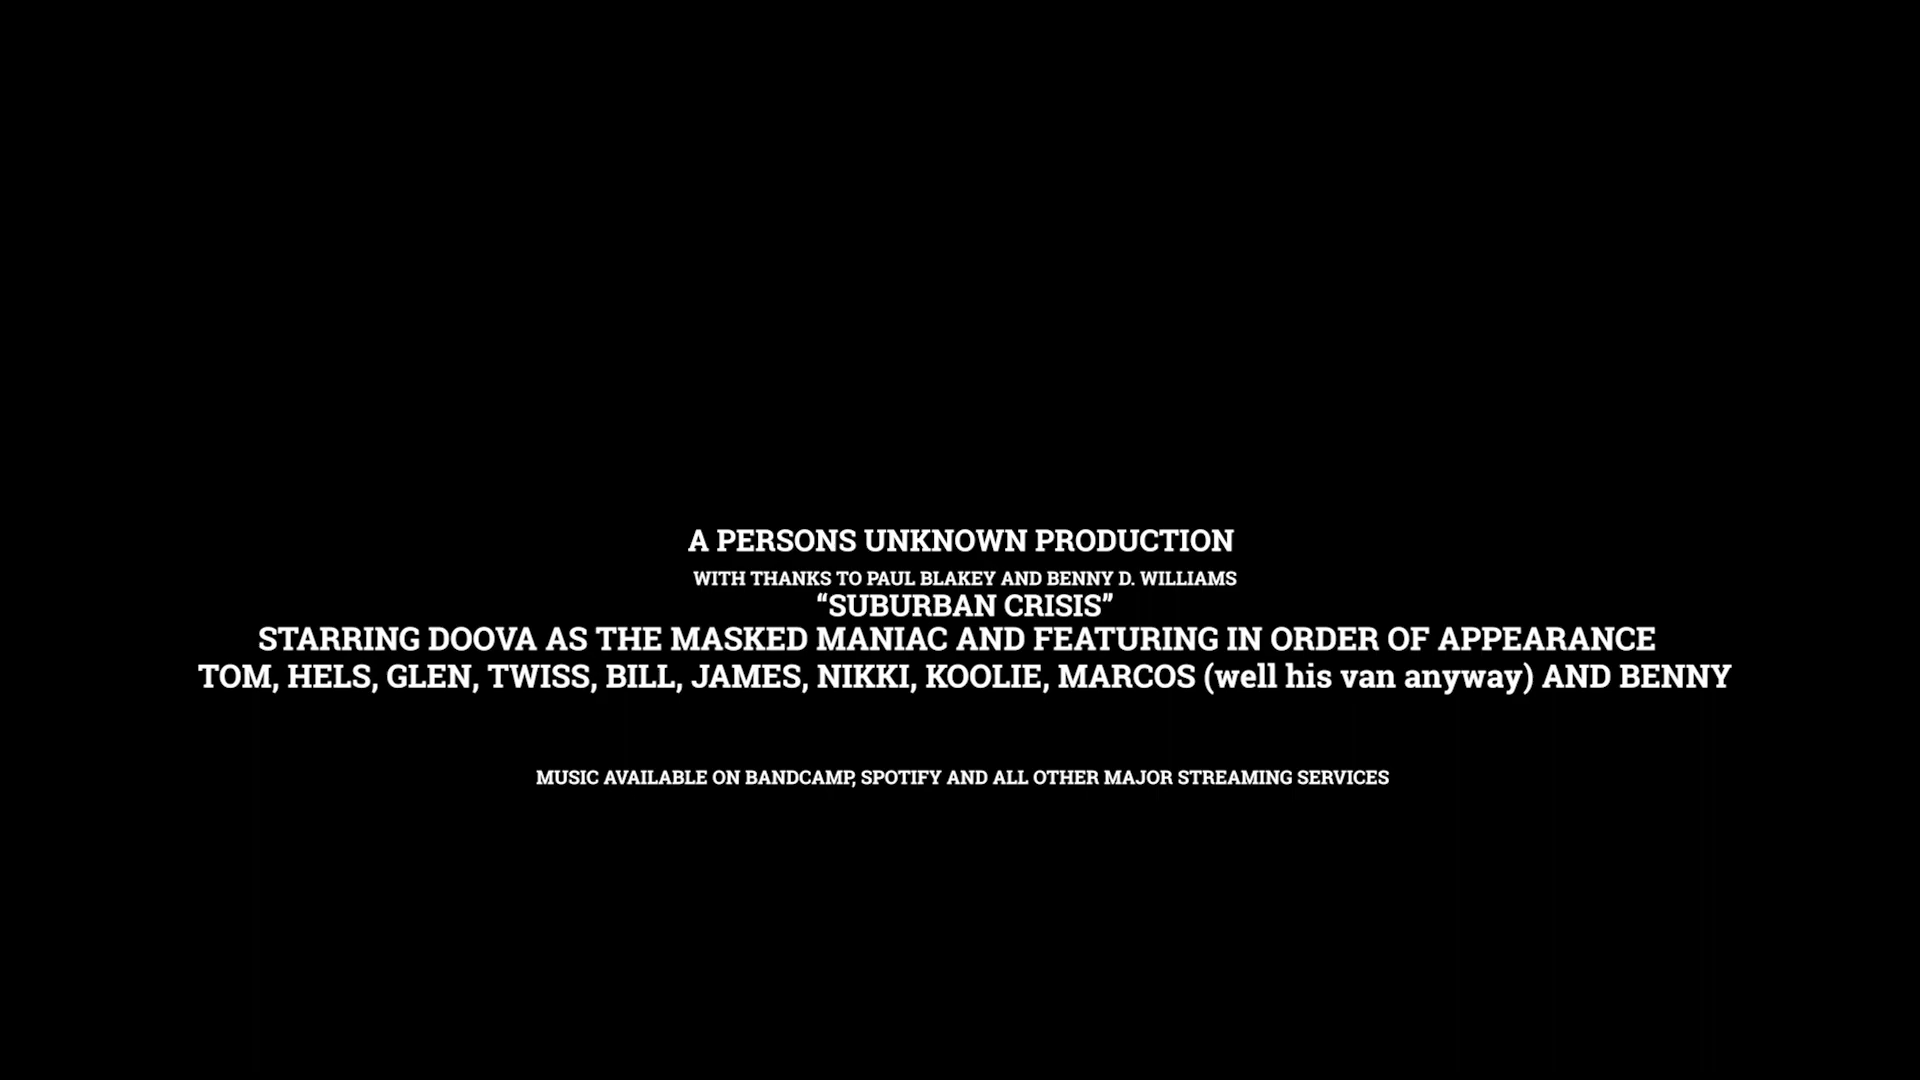 A PERSONS UNKNOWN PRODUCTION
WITH THANKS TO PAUL BLAKEY AND BENNY D. WILLIAMS
“SUBURBAN CRISIS”
STARRING DOOVA AS THE MASKED MANIAC AND FEATURING IN ORDER OF APPEARANCE
TOM, HELS, GLEN, TWISS, BILL, JAMES, NIKKI, KOOLIE, MARCOS (well his van anyway) AND BENNY
MUSIC AVAILABLE ON BANDCAMP, SPOTIFY AND ALL OTHER MAJOR STREAMING SERVICES